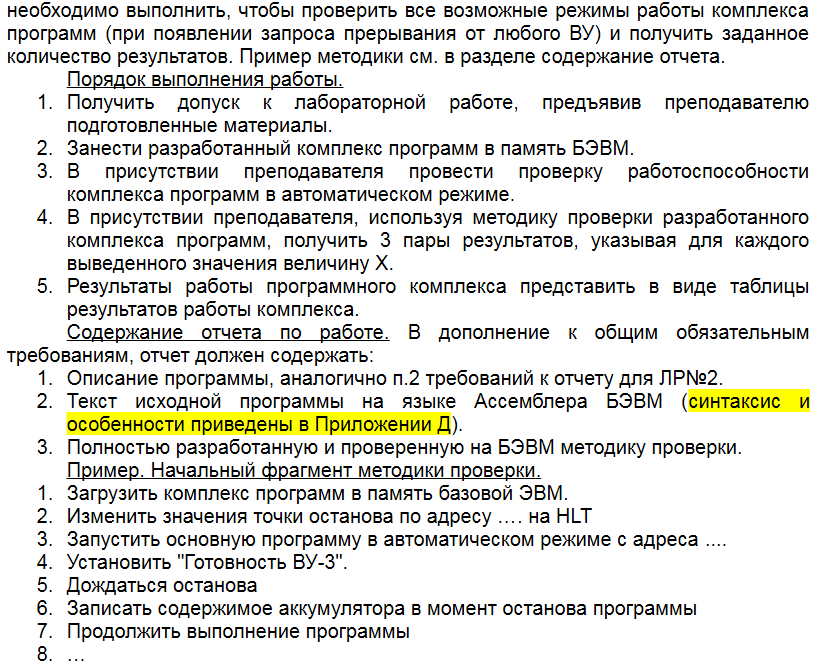 необходимо выполнить, чтобы проверить все возможные режимы работы комплекса
программ (при появлении запроса прерывания от любого ВУ) и получить заданное
количество результатов. Пример методики см. в разделе содержание отчета.
Порядок выполнения работы.
1. Получить допуск к лабораторной работе, предъявив преподавателю
подготовленные материалы.
2. Занести разработанный комплекс программ в память БЭВМ.
3. В присутствии преподавателя провести проверку работоспособности
комплекса программ в автоматическом режиме.
4. В присутствии преподавателя, используя методику проверки разработанного
комплекса программ, получить 3 пары результатов, указывая для каждого
выведенного значения величину X.
5. Результаты работы программного комплекса представить в виде таблицы
результатов работы комплекса.
Содержание отчета по работе. В дополнение к общим обязательным
требованиям, отчет должен содержать:
1. Описание программы, аналогично п.2 требований к отчету для ЛР№2.
2. Текст исходной программы на языке Ассемблера БЭВМ (синтаксис и
особенности приведены в Приложении Д).
3. Полностью разработанную и проверенную на БЭВМ методику проверки.
Пример. Начальный фрагмент методики проверки.
1. Загрузить комплекс программ в память базовой ЭВМ.
2. Изменить значения точки останова по адресу …. на HLT
3. Запустить основную программу в автоматическом режиме с адреса ....
4. Установить "Готовность ВУ-3".
5. Дождаться останова
6. Записать содержимое аккумулятора в момент останова программы
7. Продолжить выполнение программы
8. …